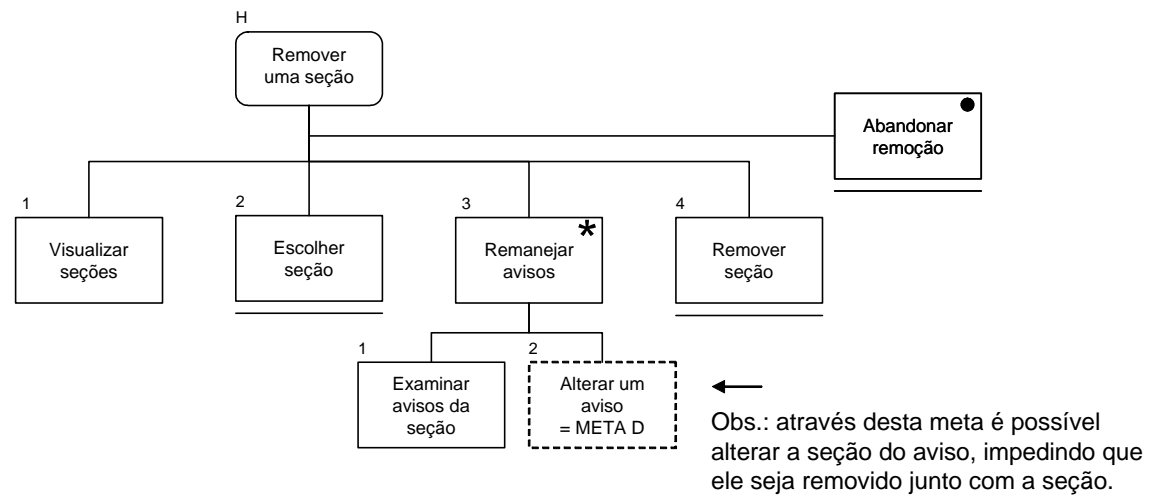 H
Remover
uma seção
Abandonar
remoção
1
Visualizar
seções
2
Escolher
seção
3
*
Remanejar
avisos
4
Remover
seção
1
Examinar
avisos da
seção
2
Alterar um
aviso
= META D
Obs.: através desta meta é possível
alterar a seção do aviso, impedindo que
ele seja removido junto com a seção.